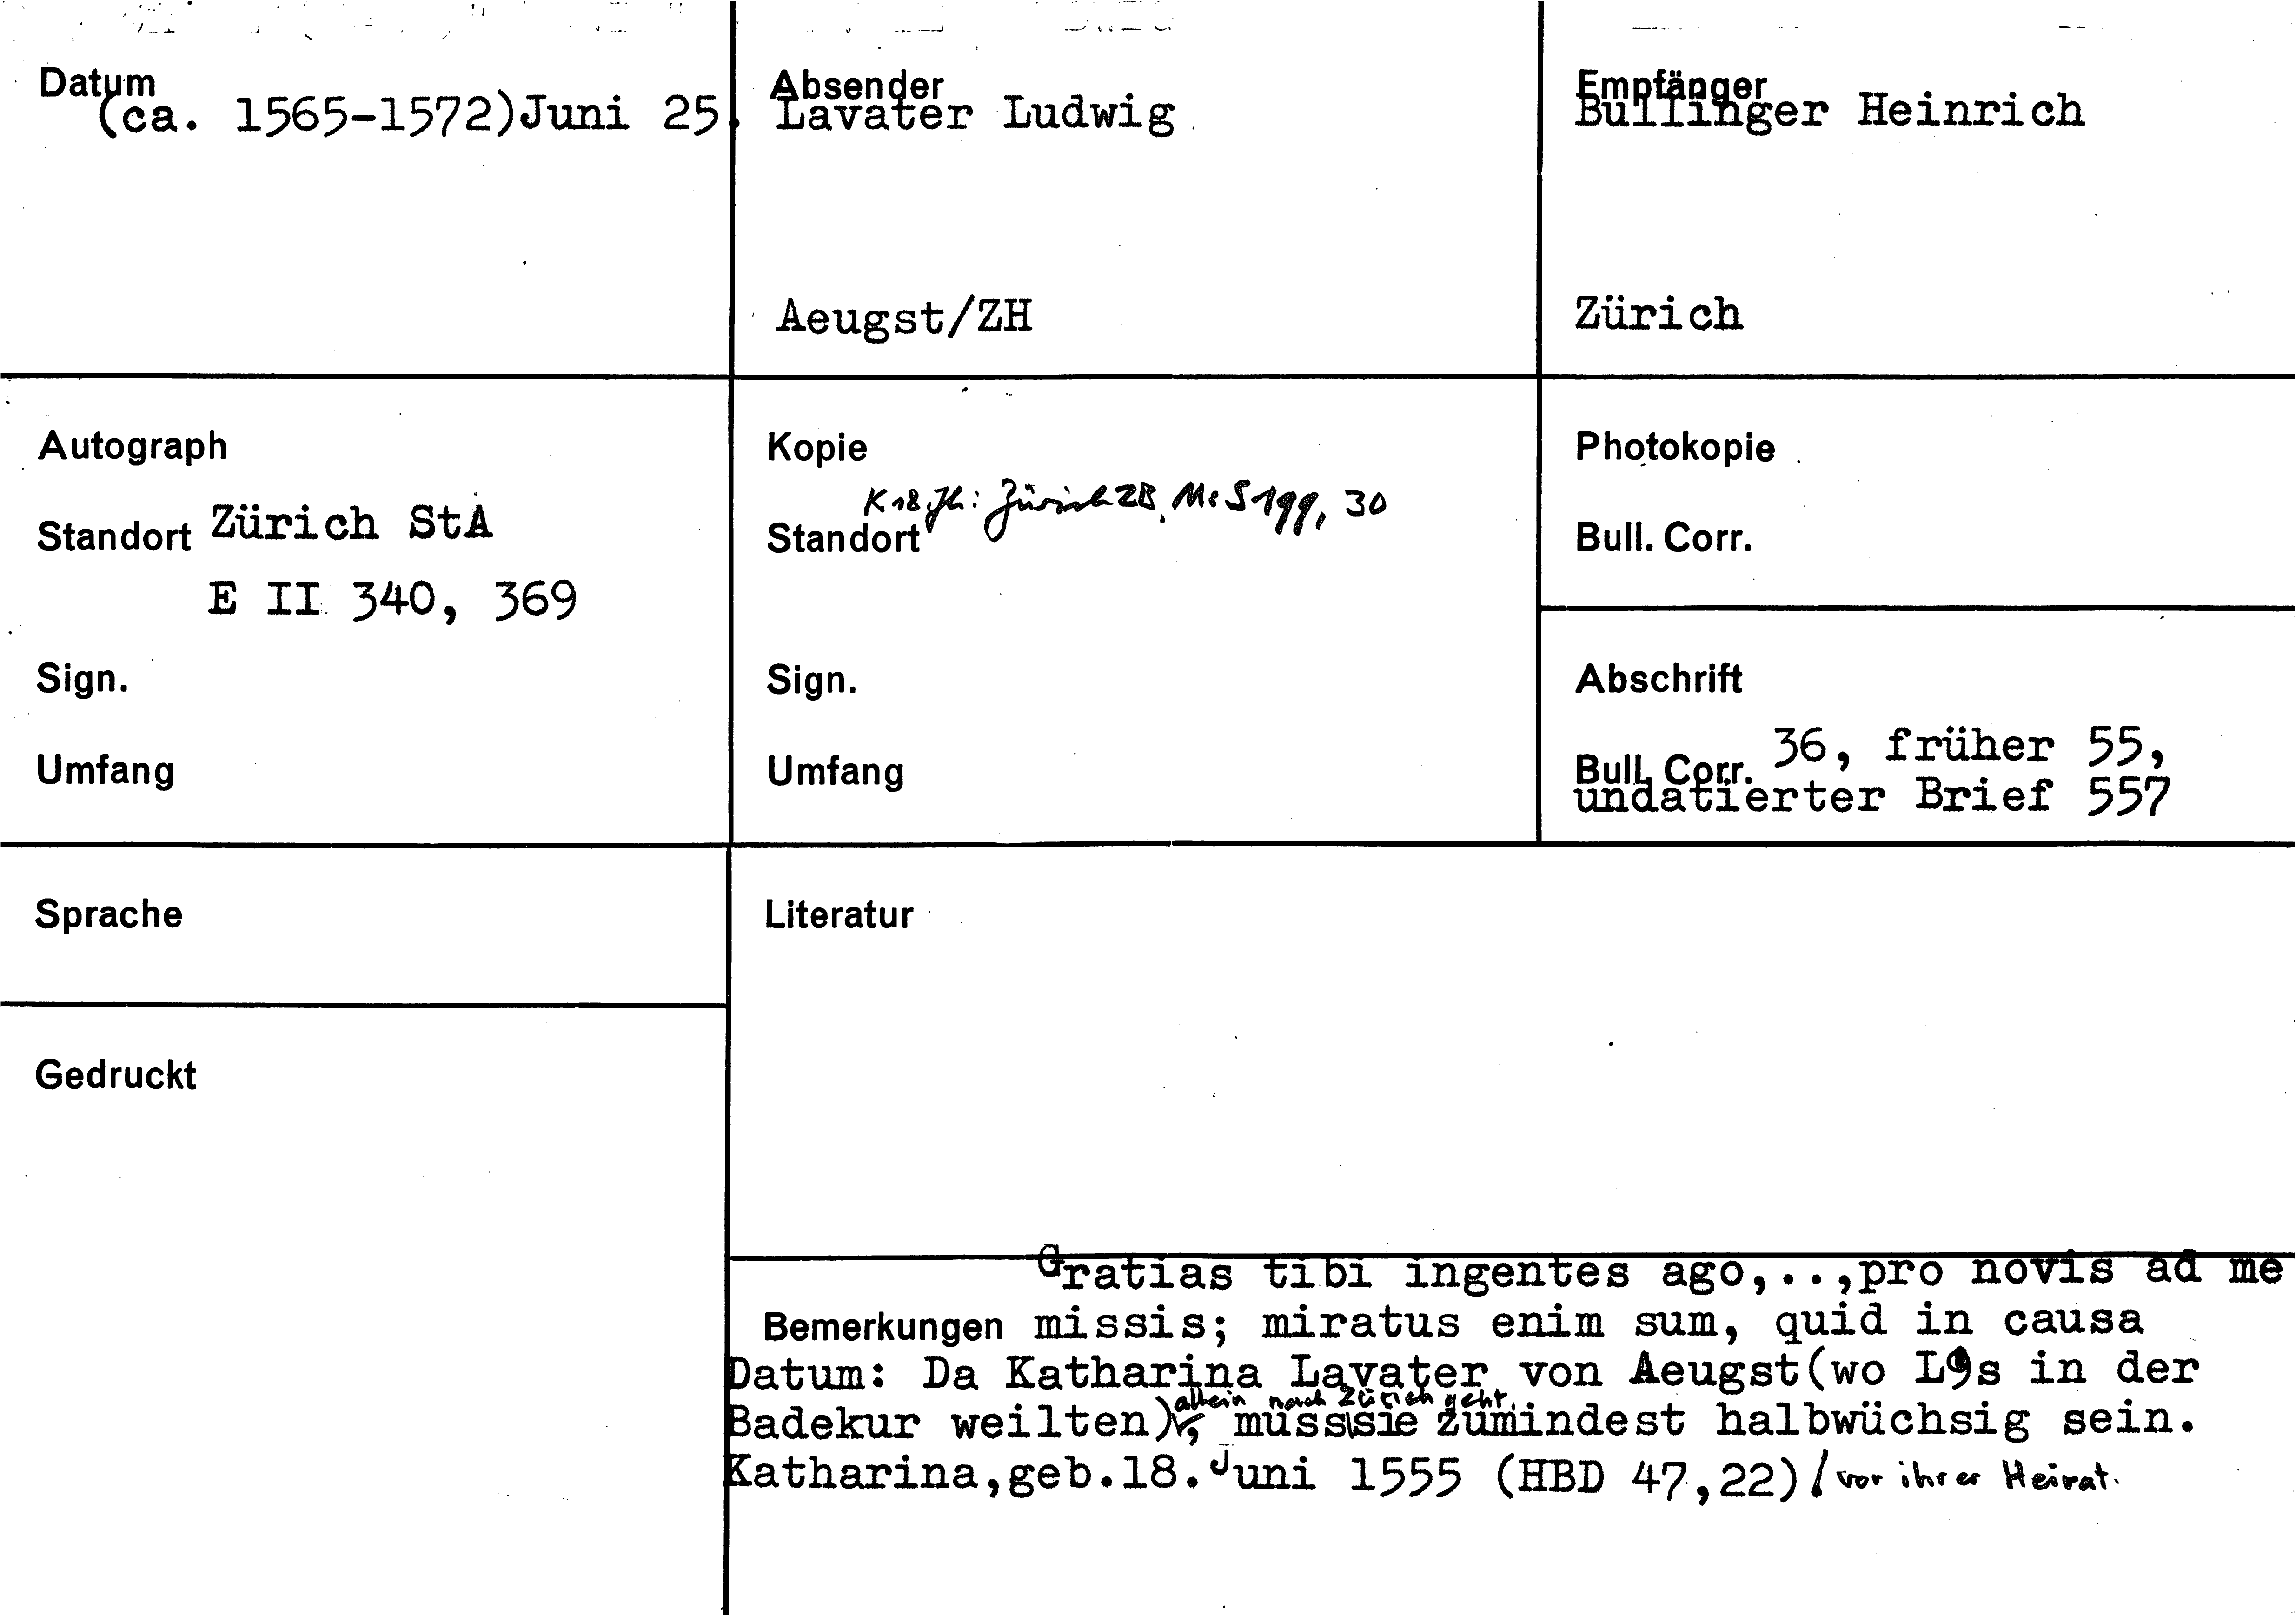 Datum
(ca. 1565-1572)Juni 25.
Absender
Lavater Ludwig
Aeugst/ZH
Empfänger
Bullinger Heinrich
Zürich
Autograph
Standort Zürich StA
E II 340, 369
Sign.
Umfang
Kopie
K 18. Jh.: Zürich ZB, Ms S 199, 30
Standort
Sign.
Umfang
Photokopie
Bull. Corr.
Abschrift
Bull. Corr. 36, früher 55,
undatierter Brief 557
Sprache
Gedruckt
Literatur
Gratias tibi ingentes ago,..,pro novis ad me
Bemerkungen missis; miratus enim sum, quid in causa
Datum: Da Katharina Lavater von Aeugst(wo L's in der
allein nach Zürich geht,
Badekur weilten), muss sie zumindest halbwüchsig sein.
Katharina,geb.18.Juni 1555 (HBD 47,22)/ vor ihrer Heirat.